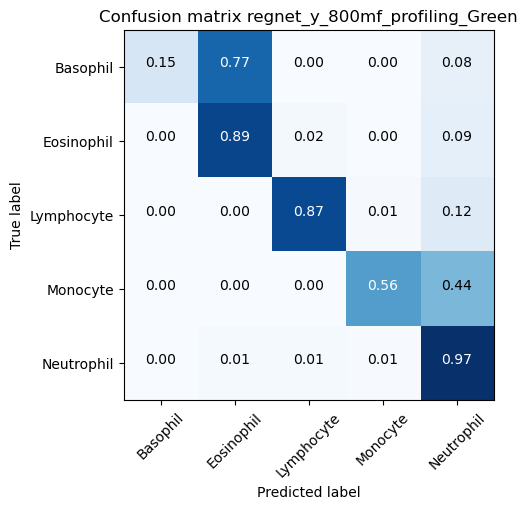 Confusion matrix regnet_y_800mf_profiling_Green
True label
Basophil 0.15 0.77 0.00 0.00 0.08
Eosinophil 0.00 0.89 0.02 0.00 0.09
Lymphocyte 0.00 0.00 0.87 0.01 0.12
Monocyte 0.00 0.00 0.00 0.56 0.44
Neutrophil 0.00 0.01 0.01 0.01 0.97
Basophil Eosinophil Lymphocyte Monocyte Neutrophil
Predicted label